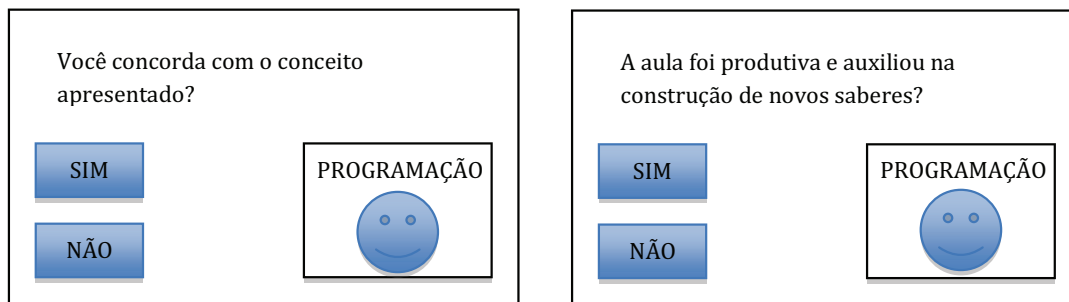 Você concorda com o conceito
apresentado?
SIM
PROGRAMAÇÃO
NÃO
A aula foi produtiva e auxiliou na
construção de novos saberes?
SIM
PROGRAMAÇÃO
NÃO